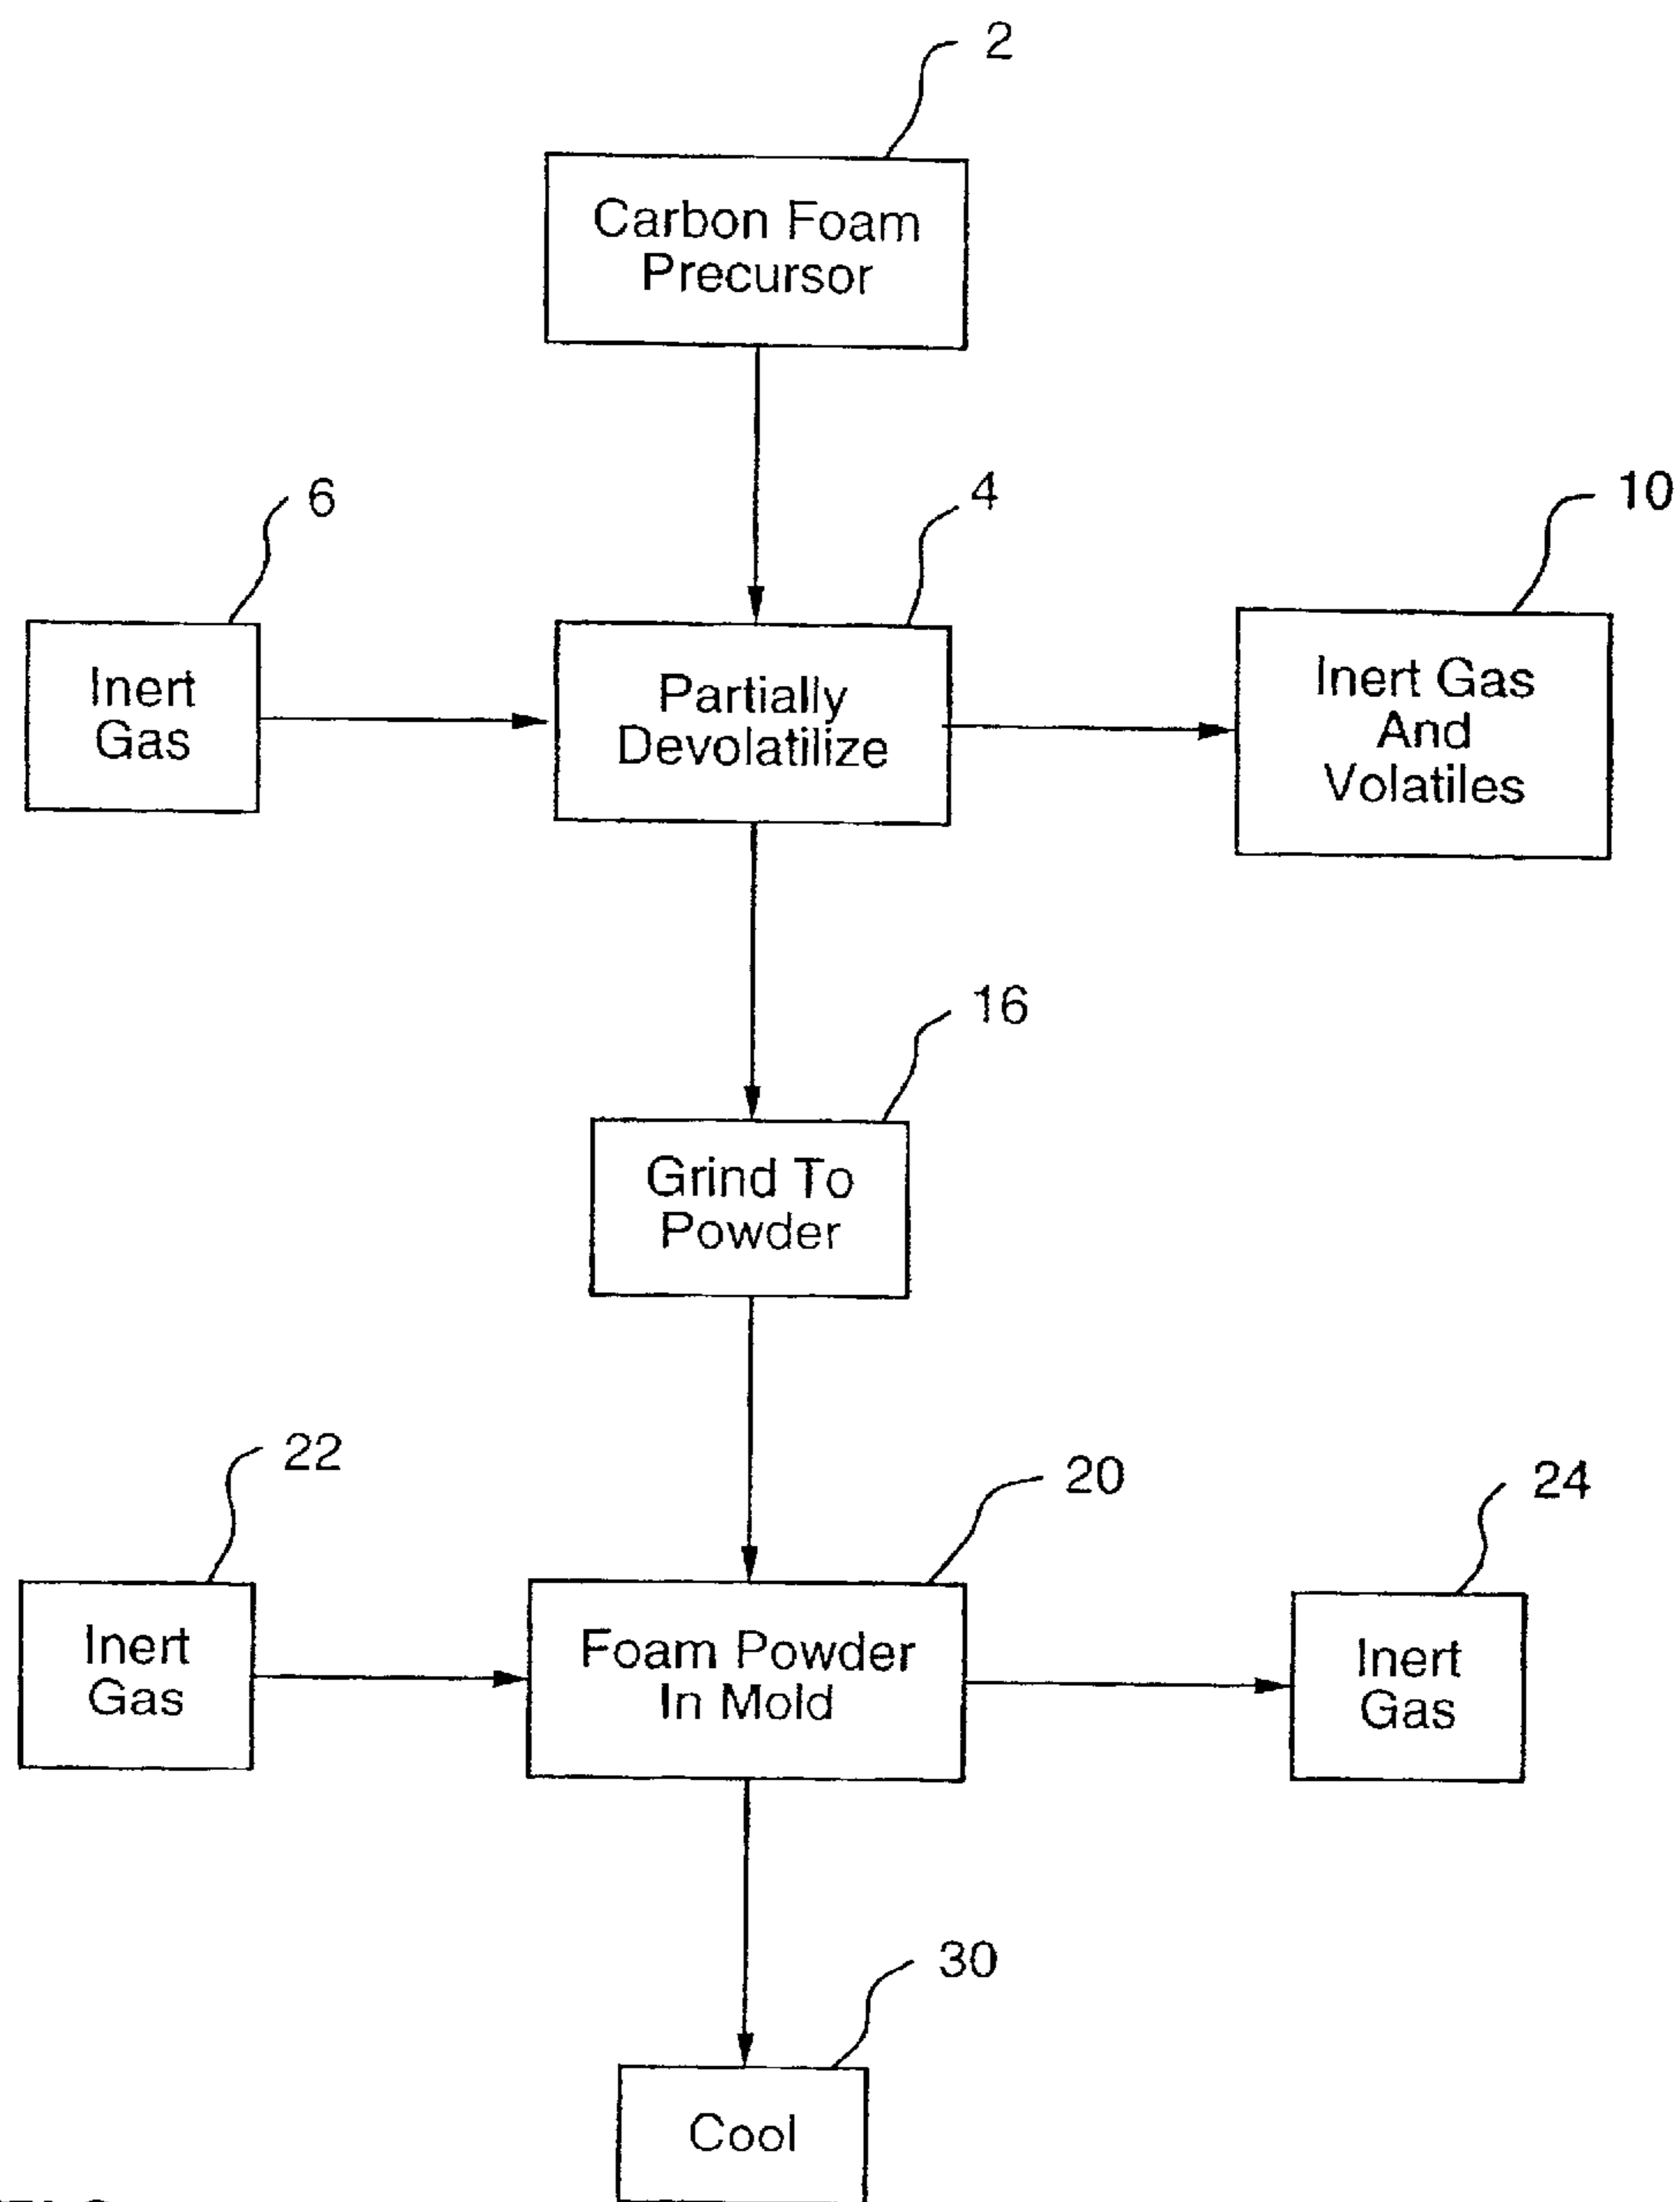 2
Carbon Foam
Precursor
6
4
10
Inert
Gas
Partially
Devolatilize
Inert Gas
And
Volatiles
16
Grind To
Powder
22
20
24
Inert
Gas
Foam Powder
In Mold
Inert
Gas
30
Cool